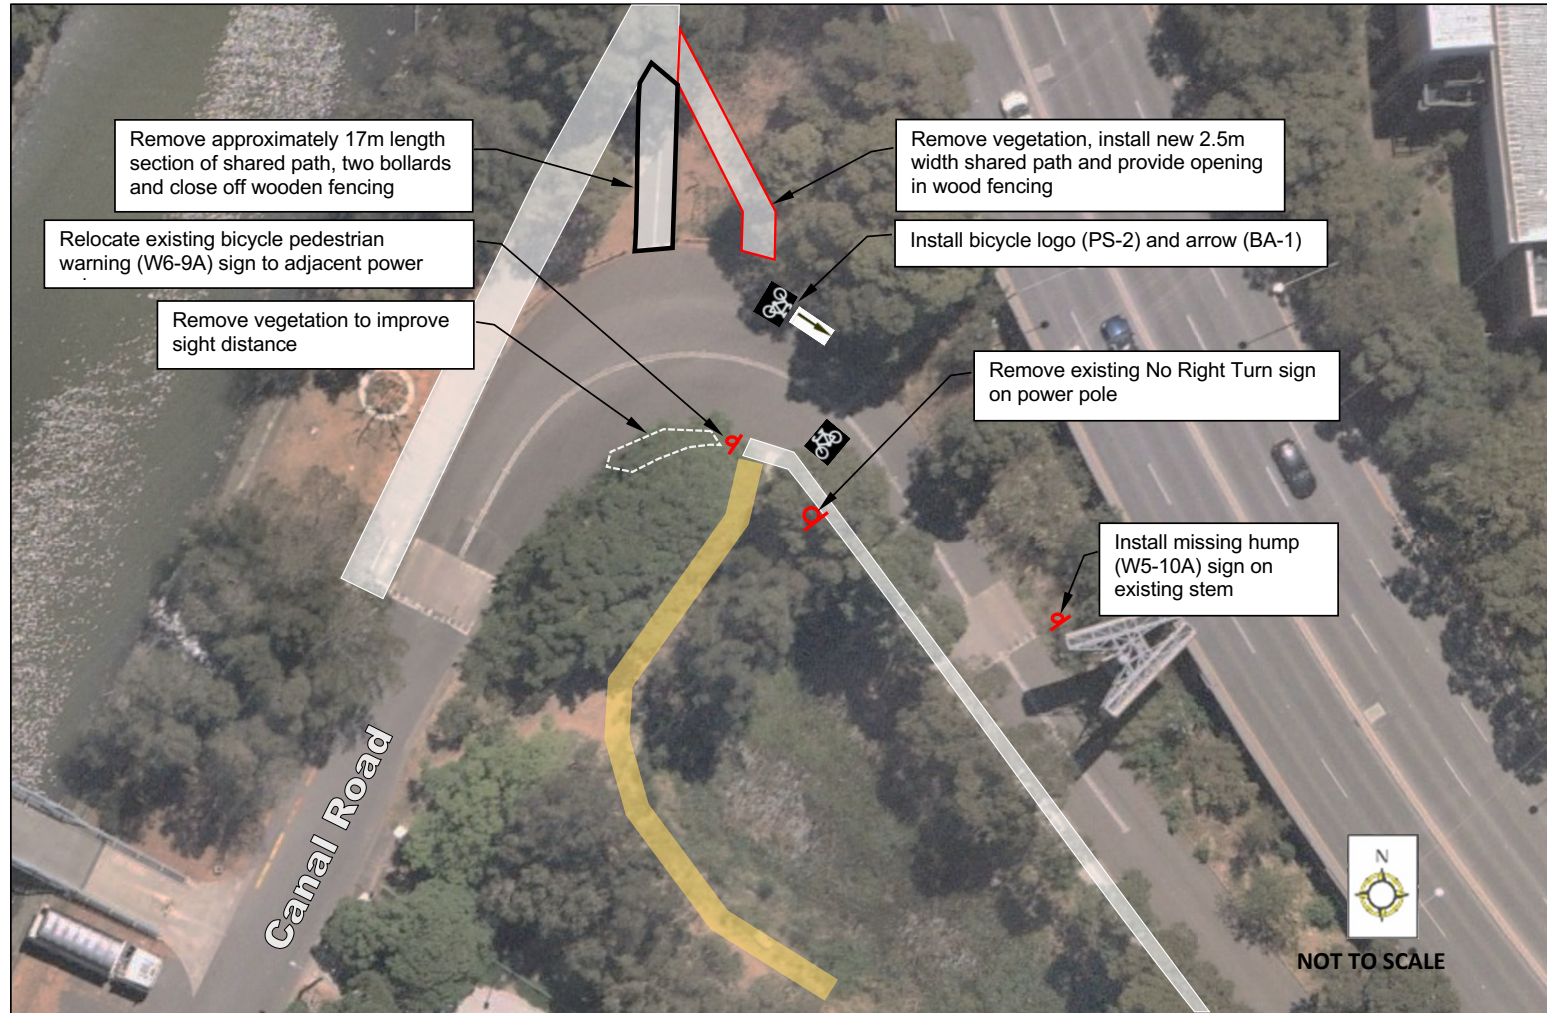 Remove approximately 17m length
section of shared path, two bollards
and close off wooden fencing
Remove vegetation, install new 2.5m
width shared path and provide opening
in wood fencing
Relocate existing bicycle pedestrian
warning (W6-9A) sign to adjacent power
Install bicycle logo (PS-2) and arrow (BA-1)
Remove vegetation to improve
sight distance
Remove existing No Right Turn sign
on power pole
Install missing hump
(W5-10A) sign on
existing stem
Canal Road
N
NOT TO SCALE